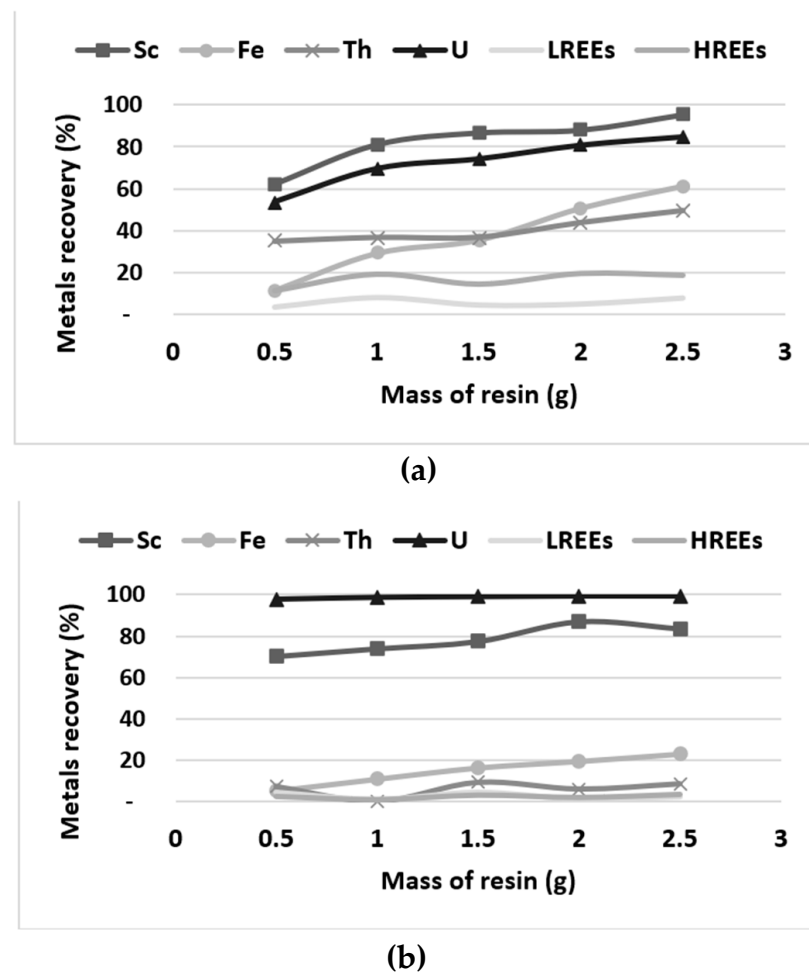 Sc Fe Th U LREEs HREEs
Metals recovery (%)
100
80
60
40
20
-
0 0.5 1 1.5 2 2.5 3
Mass of resin (g)
(a)
Sc Fe Th U LREEs HREEs
Metals recovery (%)
100
80
60
40
20
-
0 0.5 1 1.5 2 2.5 3
Mass of resin (g)
(b)